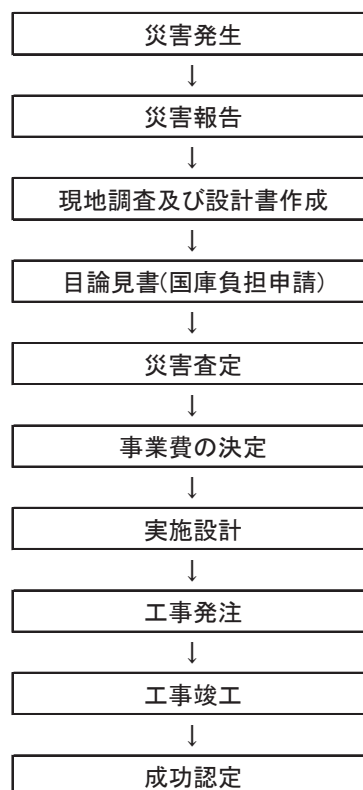 災害発生
↓
災害報告
↓
現地調査及び設計書作成
↓
目論見書(国庫負担申請)
↓
災害査定
↓
事業費の決定
↓
実施設計
↓
工事発注
↓
工事竣工
↓
成功認定